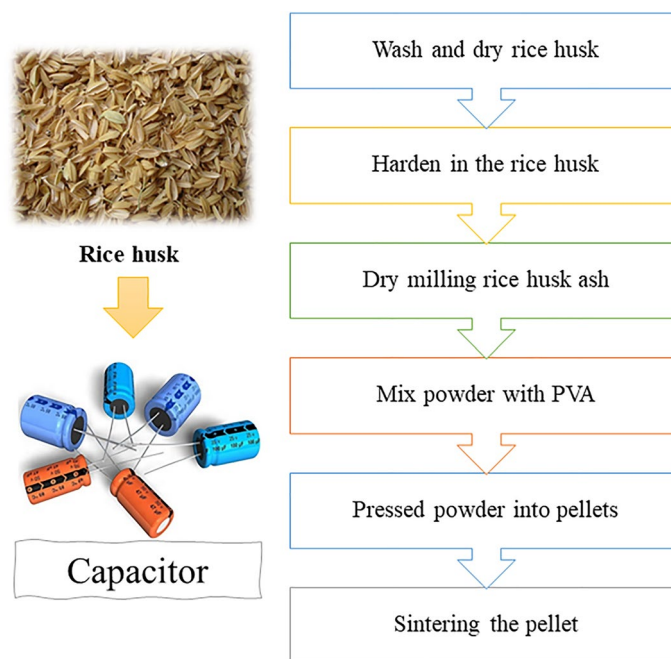 Rice husk
Capacitor
Wash and dry rice husk
Harden in the rice husk
Dry milling rice husk ash
Mix powder with PVA
Pressed powder into pellets
Sintering the pellet